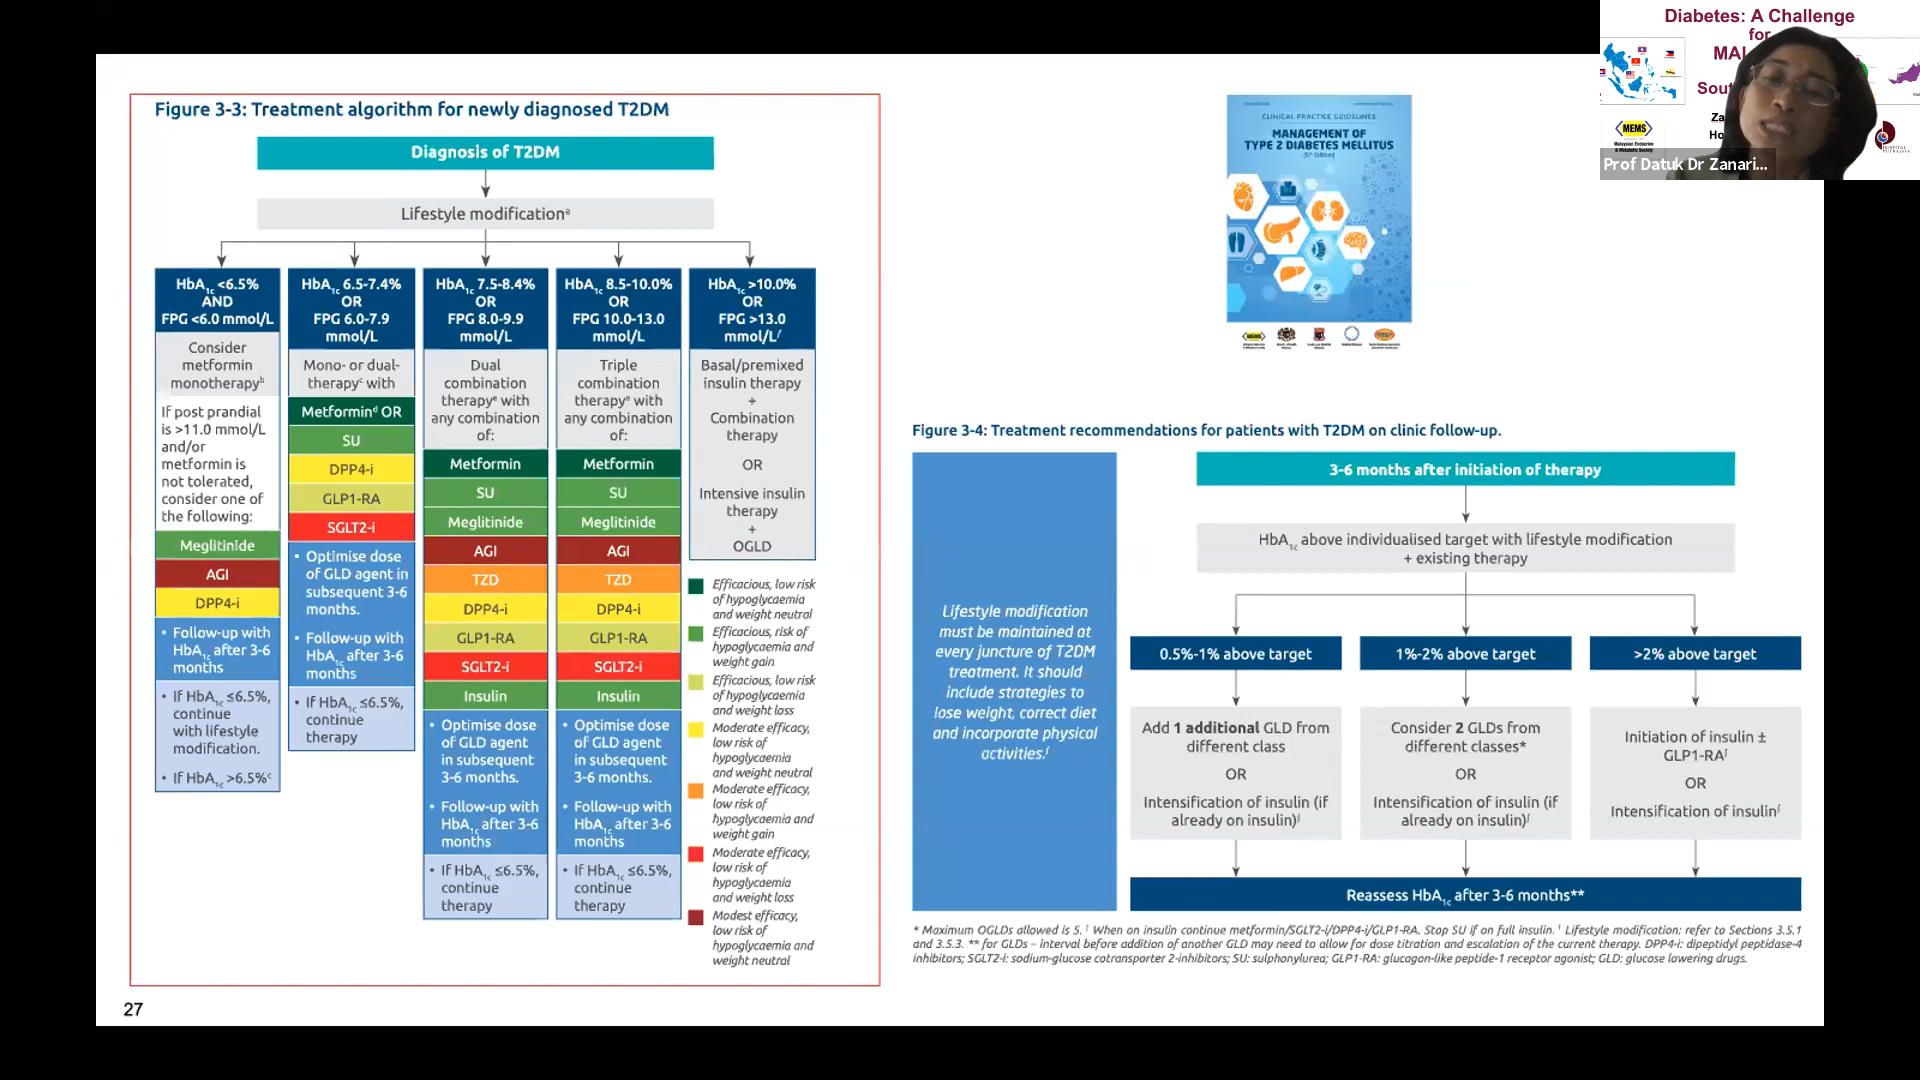 Figure 3-3: Treatment algorithm for newly diagnosed T2DM
Diagnosis of T2DM
Lifestyle modificationª
HbA1c <6.5%
AND
FPG <6.0 mmol/L
Consider
metformin
monotherapyᵇ
If post prandial
is >11.0 mmol/L
and/or
metformin is
not tolerated,
consider one of
the following:
Meglitinide
AGI
DPP4-i
• Follow-up with
HbA1c after 3-6
months
• If HbA1c ≤6.5%,
continue
with lifestyle
modification.
• If HbA1c >6.5%ᶜ
HbA1c 6.5-7.4%
OR
FPG 6.0-7.9
mmol/L
Mono- or dual-
therapyᶜ with
Metforminᵈ OR
SU
DPP4-i
GLP1-RA
SGLT2-i
• Optimise dose
of GLD agent in
subsequent 3-6
months.
• Follow-up with
HbA1c after 3-6
months
• If HbA1c ≤6.5%,
continue
therapy
HbA1c 7.5-8.4%
OR
FPG 8.0-9.9
mmol/L
Dual
combination
therapyᵉ with
any combination
of:
Metformin
SU
Meglitinide
AGI
TZD
DPP4-i
GLP1-RA
SGLT2-i
Insulin
• Optimise dose
of GLD agent
in subsequent
3-6 months.
• Follow-up with
HbA1c after 3-6
months
• If HbA1c ≤6.5%,
continue
therapy
HbA1c 8.5-10.0%
OR
FPG 10.0-13.0
mmol/L
Triple
combination
therapyᵉ with
any combination
of:
Metformin
SU
Meglitinide
AGI
TZD
DPP4-i
GLP1-RA
SGLT2-i
Insulin
• Optimise dose
of GLD agent
in subsequent
3-6 months.
• Follow-up with
HbA1c after 3-6
months
• If HbA1c ≤6.5%,
continue
therapy
HbA1c >10.0%
OR
FPG >13.0
mmol/Lᶠ
Basal/premixed
insulin therapy
+
Combination
therapy
OR
Intensive insulin
therapy
+
OGLD
Efficacious, low risk
of hypoglycaemia
and weight neutral
Efficacious, risk of
hypoglycaemia and
weight gain
Efficacious, low risk
of hypoglycaemia
and weight loss
Moderate efficacy,
low risk of
hypoglycaemia
and weight neutral
Moderate efficacy,
low risk of
hypoglycaemia and
weight gain
Moderate efficacy,
low risk of
hypoglycaemia
and weight loss
Modest efficacy,
low risk of
hypoglycaemia and
weight neutral
27
CLINICAL PRACTICE GUIDELINES
MANAGEMENT OF
TYPE 2 DIABETES MELLITUS
Figure 3-4: Treatment recommendations for patients with T2DM on clinic follow-up.
Lifestyle modification
must be maintained at
every juncture of T2DM
treatment. It should
include strategies to
lose weight, correct diet
and incorporate physical
activities.ᶠ
3-6 months after initiation of therapy
HbA1c above individualised target with lifestyle modification
+ existing therapy
0.5%-1% above target
Add 1 additional GLD from
different class
OR
Intensification of insulin (if
already on insulin)ʲ
1%-2% above target
Consider 2 GLDs from
different classes*
OR
Intensification of insulin (if
already on insulin)ʲ
>2% above target
Initiation of insulin ±
GLP1-RAʲ
OR
Intensification of insulinʲ
Reassess HbA1c after 3-6 months**
* Maximum OGLDs allowed is 5. ʲ When on insulin continue metformin/SGLT2-i/DPP4-i/GLP1-RA. Stop SU if on full insulin. ᶠ Lifestyle modification: refer to Sections 3.5.1
and 3.5.3. ** for GLDs – interval before addition of another GLD may need to allow for dose titration and escalation of the current therapy. DPP4-i: dipeptidyl peptidase-4
inhibitors; SGLT2-i: sodium-glucose cotransporter 2-inhibitors; SU: sulphonylurea; GLP1-RA: glucagon-like peptide-1 receptor agonist; GLD: glucose lowering drugs.
Diabetes: A Challenge
for
MEMS
Prof Datuk Dr Zanari...